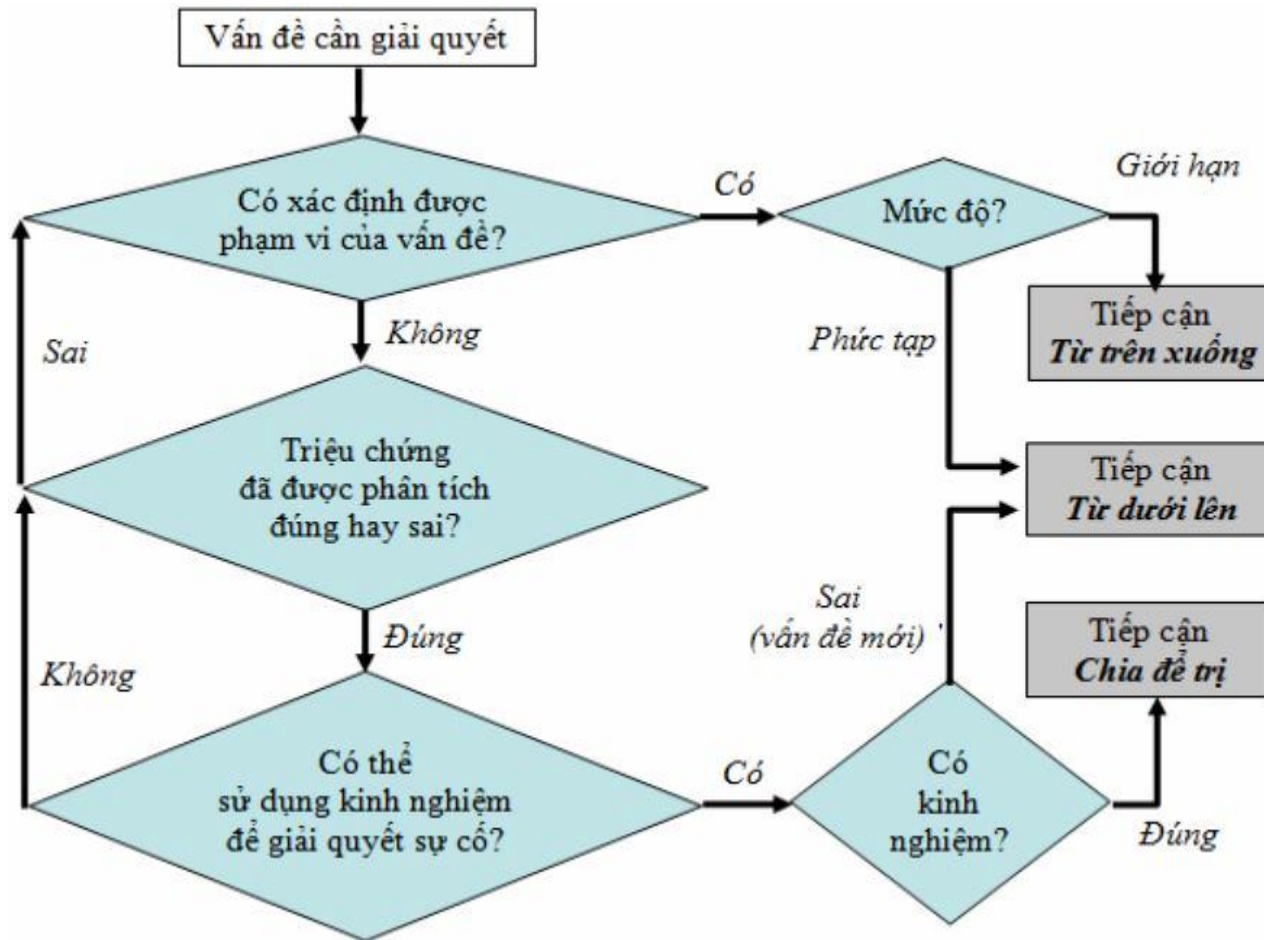 Vấn đề cần giải quyết
Có xác định được
phạm vi của vấn đề?
Có
Mức độ?
Giới hạn
Không
Sai
Phức tạp
Tiếp cận
Từ trên xuống
Triệu chứng
đã được phân tích
đúng hay sai?
Tiếp cận
Từ dưới lên
Đúng
Không
Sai
(vấn đề mới)
Tiếp cận
Chia để trị
Có thể
sử dụng kinh nghiệm
để giải quyết sự cố?
Có
Có
kinh
nghiệm?
Đúng